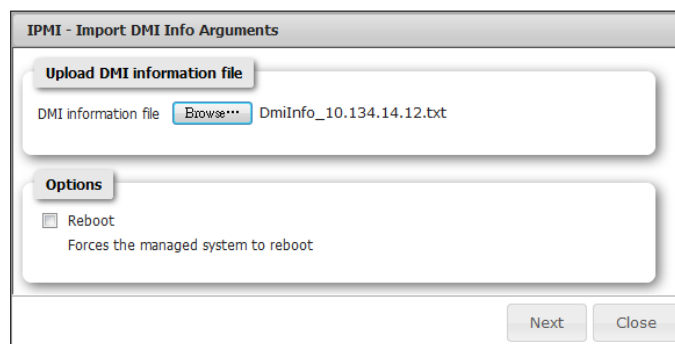 IPMI - Import DMI Info Arguments
Upload DMI information file
DMI information file Browse... DmiInfo_10.134.14.12.txt
Options
Reboot
Forces the managed system to reboot
Next Close